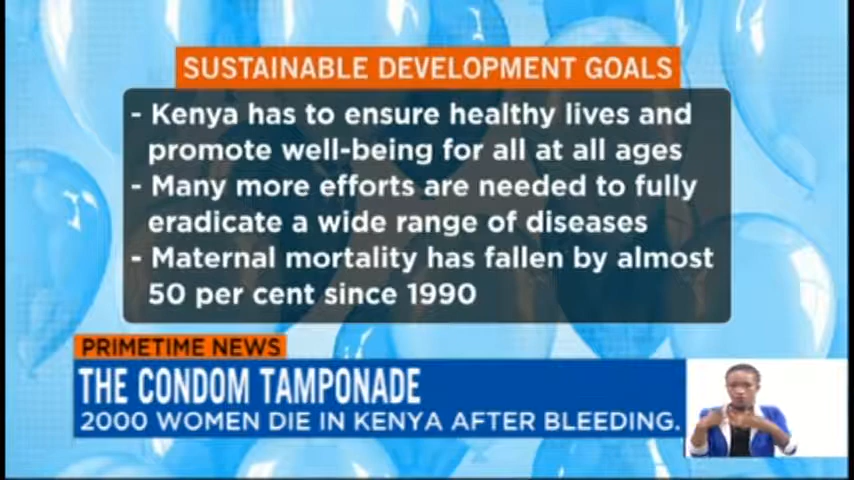 SUSTAINABLE DEVELOPMENT GOALS
- Kenya has to ensure healthy lives and
promote well-being for all at all ages
- Many more efforts are needed to fully
eradicate a wide range of diseases
- Maternal mortality has fallen by almost
50 per cent since 1990
PRIMETIME NEWS
THE CONDOM TAMPONADE
2000 WOMEN DIE IN KENYA AFTER BLEEDING.